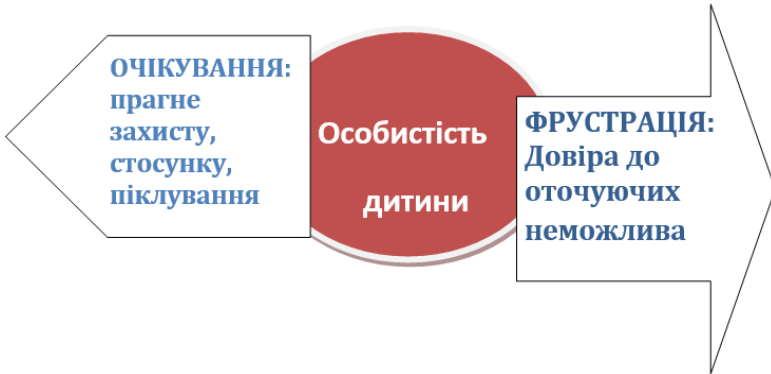 ОЧІКУВАННЯ:
прагне
захисту,
стосунку,
піклування
Особистість
дитини
ФРУСТРАЦІЯ:
Довіра до
оточуючих
неможлива